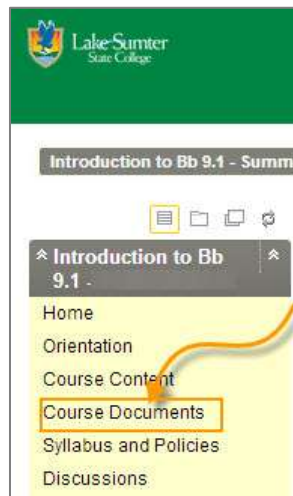 Lake-Sumter
State College
Introduction to Bb 9.1 - Summ
Introduction to Bb
9.1 -
Home
Orientation
Course Content
Course Documents
Syllabus and Policies
Discussions